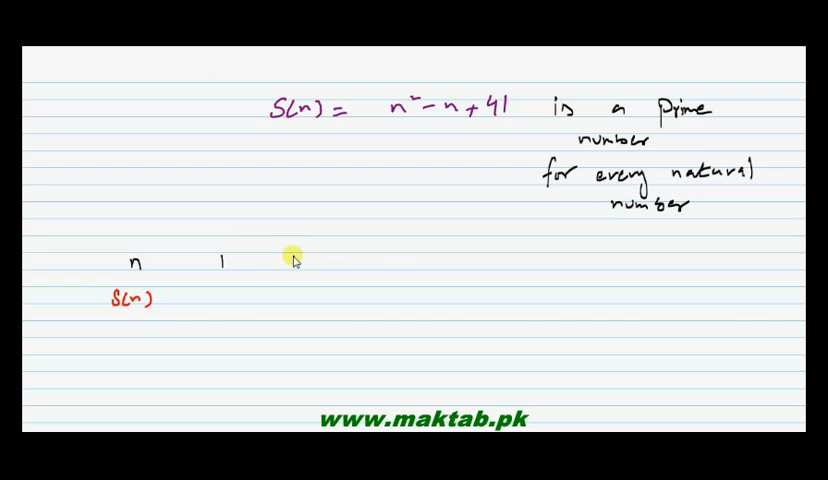 S(n) = n² - n + 41 is a prime
number
for every natural
number
n 1
S(n)
www.maktab.pk